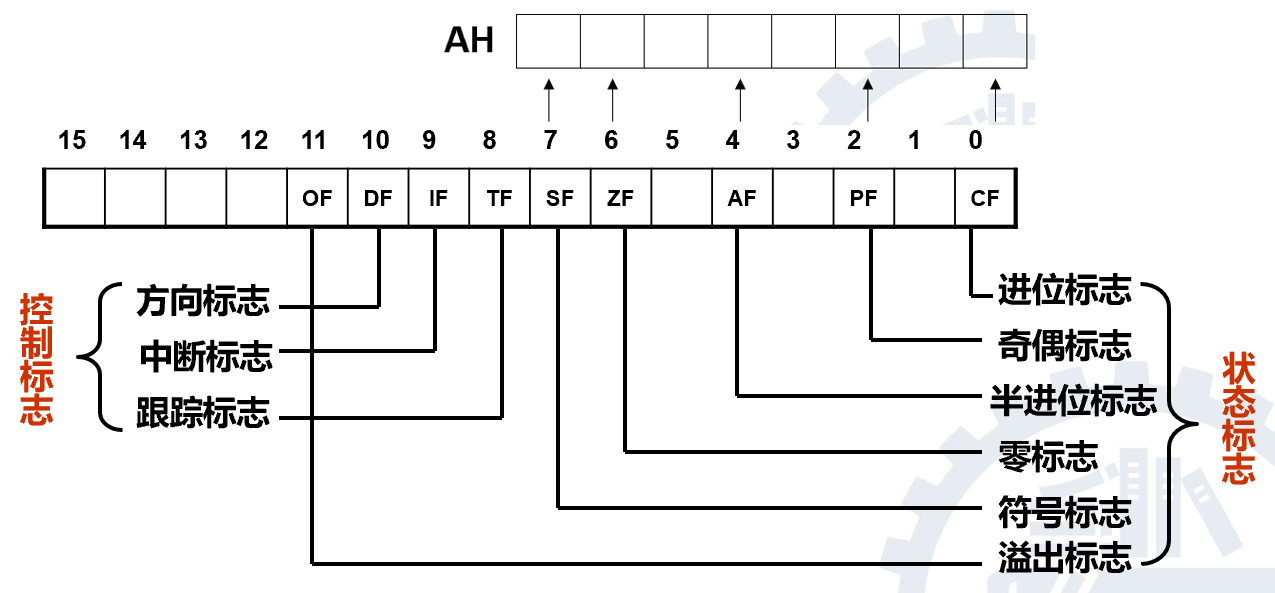 AH
15 14 13 12 11 10 9 8 7 6 5 4 3 2 1 0
OF DF IF TF SF ZF AF PF CF
控制标志
方向标志
中断标志
跟踪标志
进位标志
奇偶标志
半进位标志
零标志
符号标志
溢出标志
状态标志